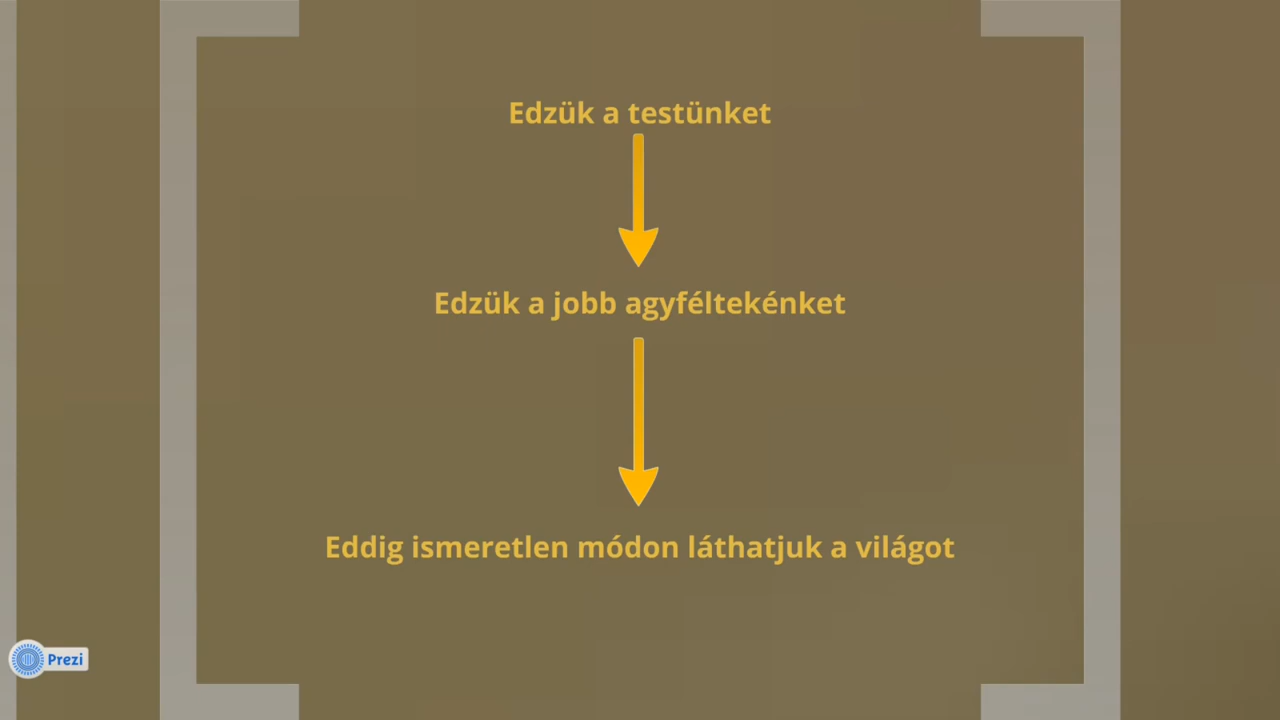 Edzük a testünket
Edzük a jobb agyféltekénket
Eddig ismeretlen módon láthatjuk a világot
Prezi